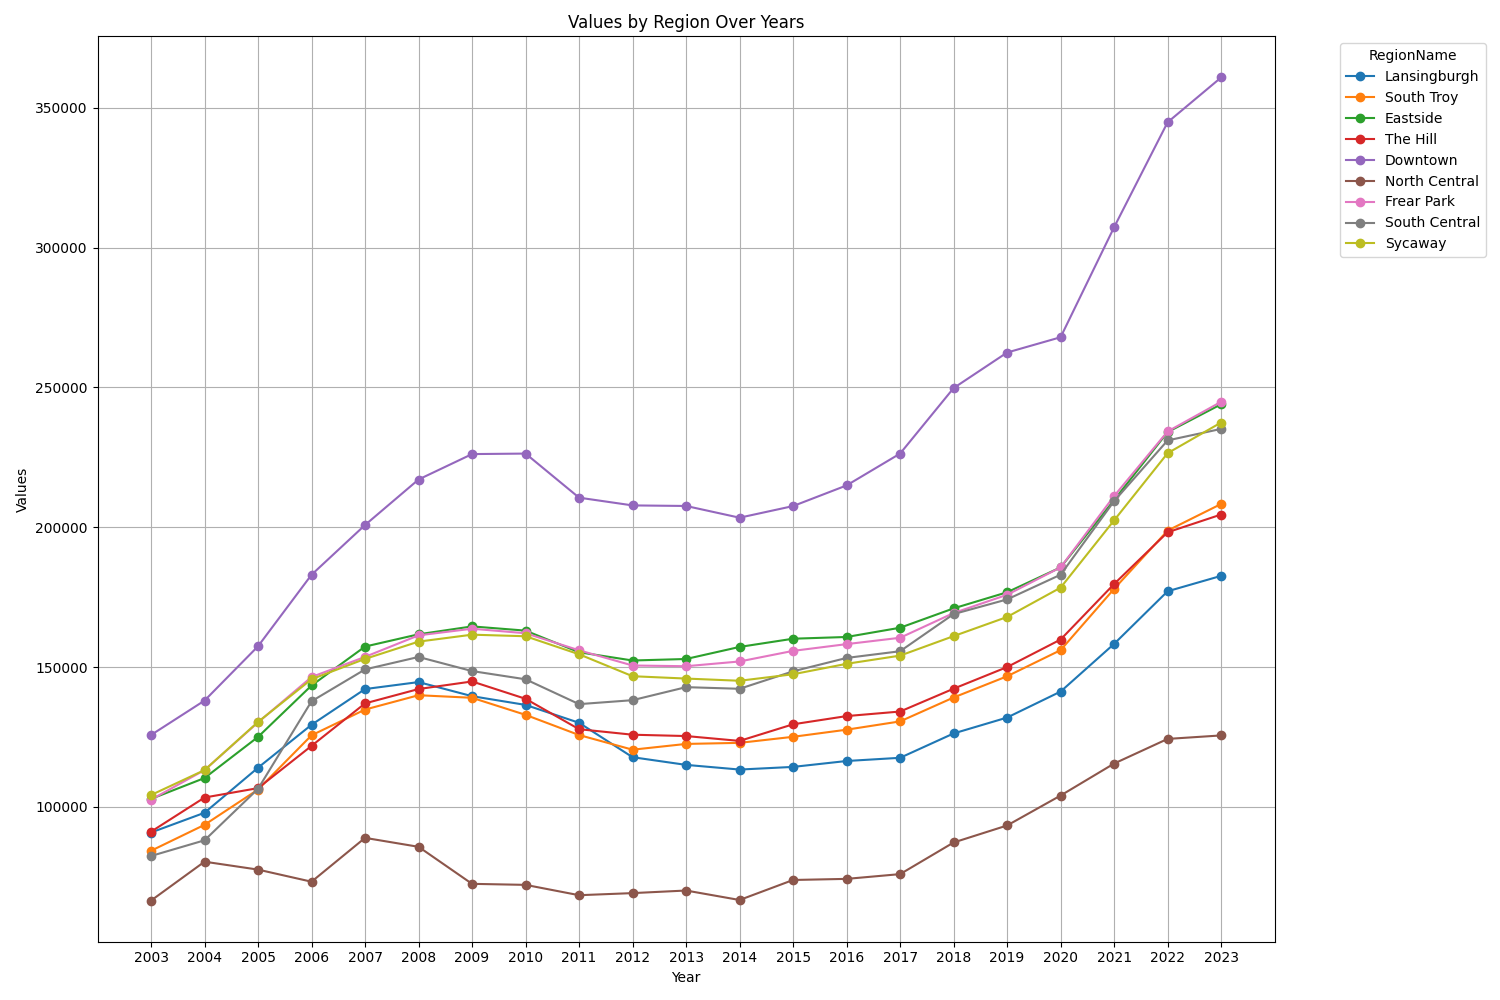 Values by Region Over Years
RegionName
Lansingburgh
South Troy
Eastside
The Hill
Downtown
North Central
Frear Park
South Central
Sycaway
Values
350000
300000
250000
200000
150000
100000
2003 2004 2005 2006 2007 2008 2009 2010 2011 2012 2013 2014 2015 2016 2017 2018 2019 2020 2021 2022 2023
Year